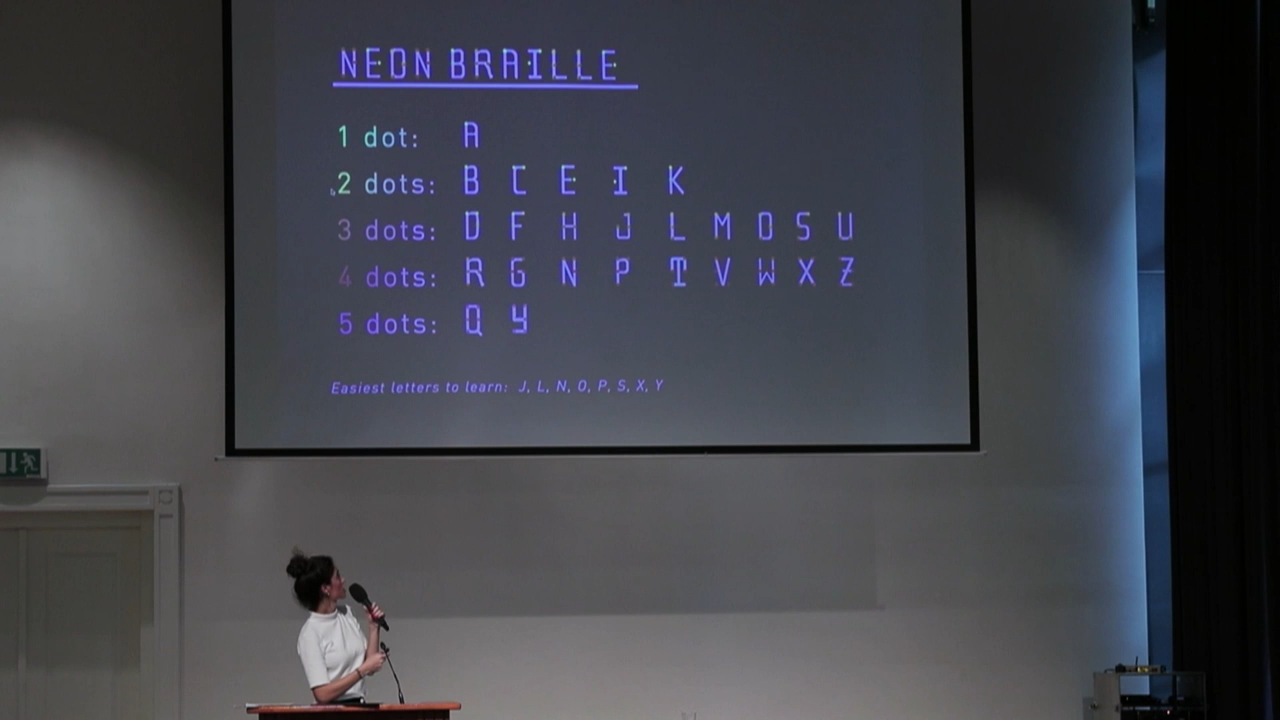 NEON BRAILLE
1 dot: A
2 dots: B C E I K
3 dots: D F H J L M O S U
4 dots: R G N P T V W X Z
5 dots: Q Y
Easiest letters to learn: J, L, N, O, P, S, X, Y